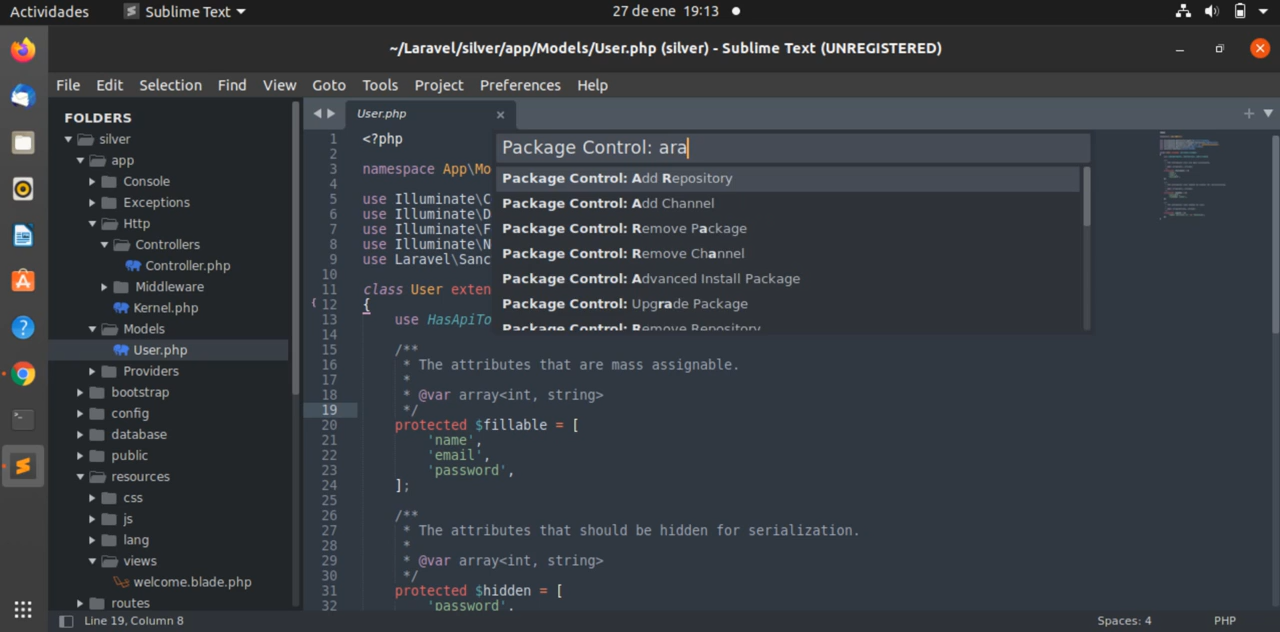 Actividades
Sublime Text
27 de ene 19:13
~/Laravel/silver/app/Models/User.php (silver) - Sublime Text (UNREGISTERED)
File Edit Selection Find View Goto Tools Project Preferences Help
FOLDERS
silver
app
Console
Exceptions
Http
Controllers
Controller.php
Middleware
Kernel.php
Models
User.php
Providers
bootstrap
config
database
public
resources
css
js
lang
views
welcome.blade.php
routes
User.php
Package Control: ara
Package Control: Add Repository
Package Control: Add Channel
Package Control: Remove Package
Package Control: Remove Channel
Package Control: Advanced Install Package
Package Control: Upgrade Package
Package Control: Remove Repository
1 <?php
2
3 namespace App\Mo
4
5 use Illuminate\C
6 use Illuminate\D
7 use Illuminate\F
8 use Illuminate\N
9 use Laravel\Sanc
10
11 class User exten
12 {
13 use HasApiTo
14
15 /**
16 * The attributes that are mass assignable.
17 *
18 * @var array<int, string>
19 */
20 protected $fillable = [
21 'name',
22 'email',
23 'password',
24 ];
25
26 /**
27 * The attributes that should be hidden for serialization.
28 *
29 * @var array<int, string>
30 */
31 protected $hidden = [
32 'password',
Line 19, Column 8
Spaces: 4
PHP